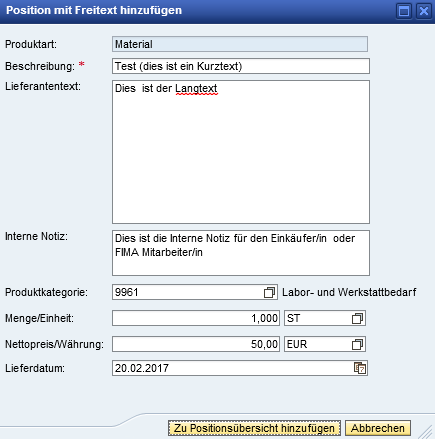 Position mit Freitext hinzufügen
Produktart: Material
Beschreibung: * Test (dies ist ein Kurztext)
Lieferantentext: Dies  ist der Langtext
Interne Notiz: Dies ist die Interne Notiz für den Einkäufer/in  oder
FIMA Mitarbeiter/in
Produktkategorie: 9961 Labor- und Werkstattbedarf
Menge/Einheit: 1,000 ST
Nettopreis/Währung: 50,00 EUR
Lieferdatum: 20.02.2017
Zu Positionsübersicht hinzufügen Abbrechen